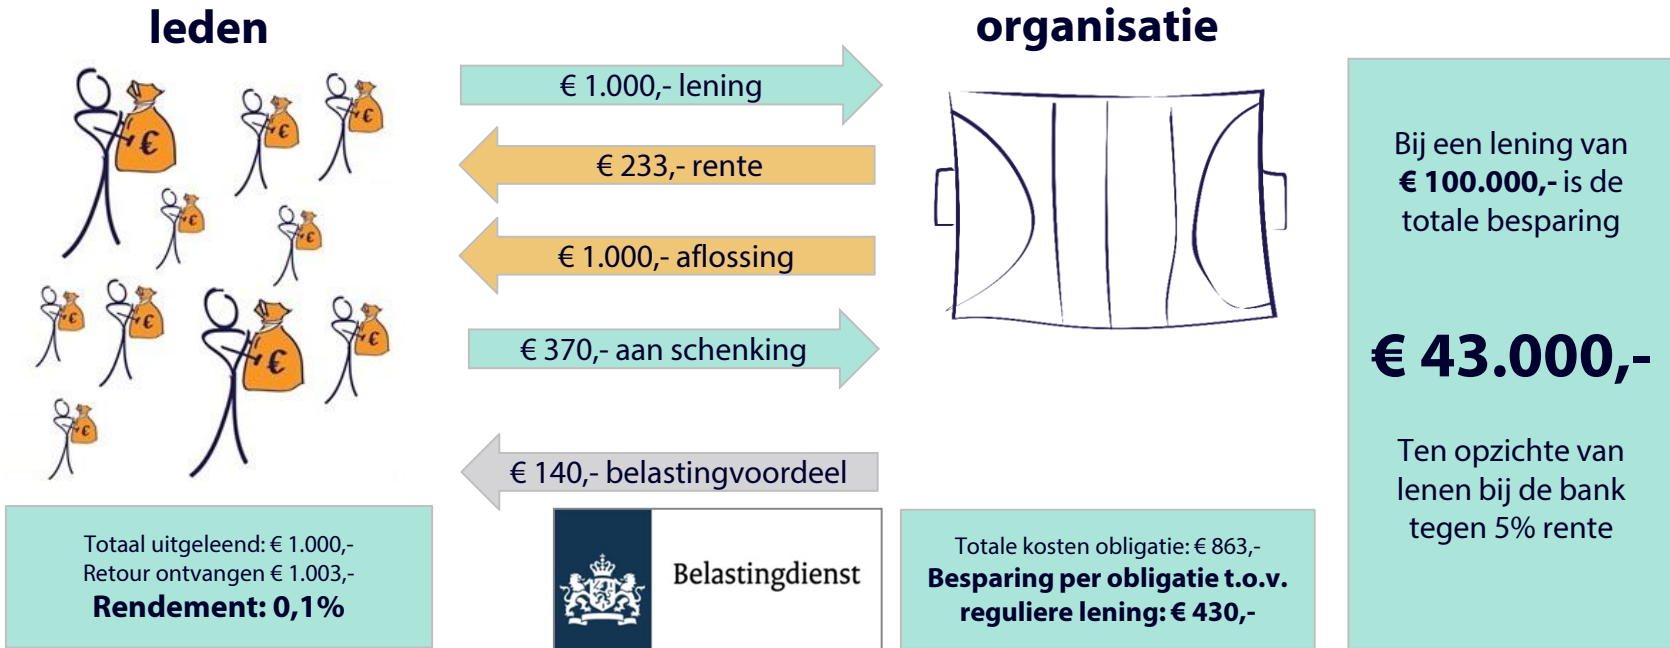 leden
organisatie
€ 1.000,- lening
€ 233,- rente
€ 1.000,- aflossing
€ 370,- aan schenking
€ 140,- belastingvoordeel
Totaal uitgeleend: € 1.000,-
Retour ontvangen € 1.003,-
Rendement: 0,1%
Belastingdienst
Totale kosten obligatie: € 863,-
Besparing per obligatie t.o.v.
reguliere lening: € 430,-
Bij een lening van
€ 100.000,- is de
totale besparing
€ 43.000,-
Ten opzichte van
lenen bij de bank
tegen 5% rente